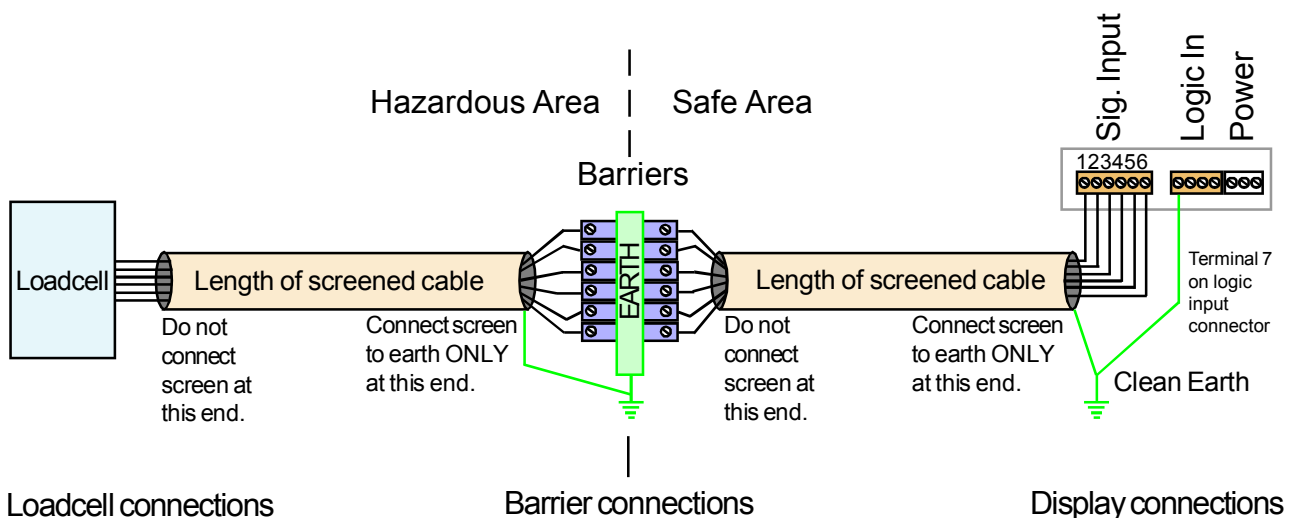 Hazardous Area
Safe Area
Barriers
Sig. Input
Logic In
Power
123456
Loadcell
Length of screened cable
EARTH
Length of screened cable
Terminal 7
on logic
input
connector
Do not
connect
screen at
this end.
Connect screen
to earth ONLY
at this end.
Do not
connect
screen at
this end.
Connect screen
to earth ONLY
at this end.
Clean Earth
Loadcell connections
Barrier connections
Display connections